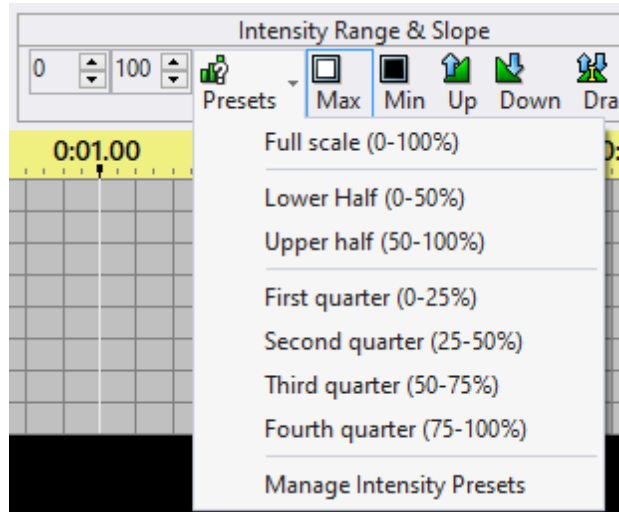 Intensity Range & Slope
0 100 Presets Max Min Up Down
0:01.00
Full scale (0-100%)
Lower Half (0-50%)
Upper half (50-100%)
First quarter (0-25%)
Second quarter (25-50%)
Third quarter (50-75%)
Fourth quarter (75-100%)
Manage Intensity Presets